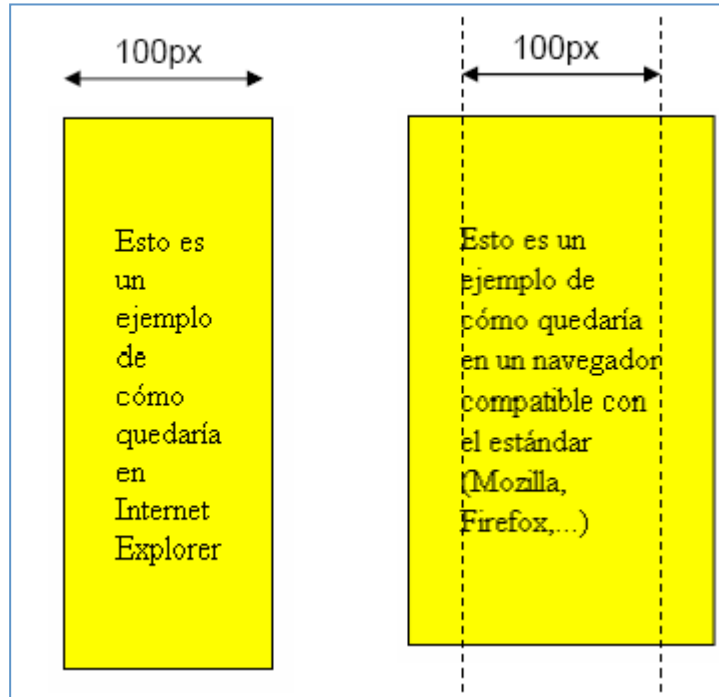 100px
Esto es
un
ejemplo
de
cómo
quedaría
en
Internet
Explorer
100px
Esto es un
ejemplo de
cómo quedaría
en un navegador
compatible con
el estándar
(Mozilla,
Firefox,...)